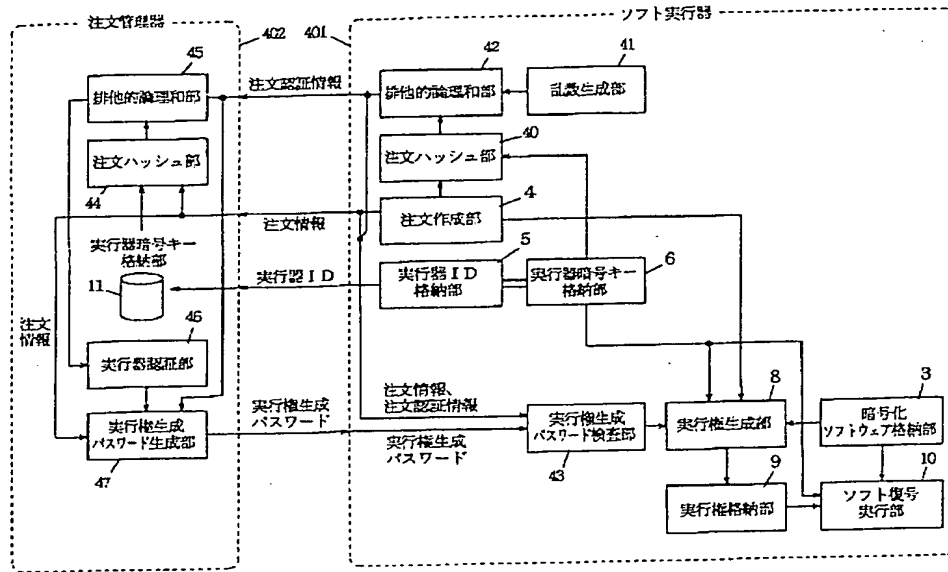 注文管理器
402
401
ソフト実行器
45
排他的論理和部
注文認証情報
42
排他的論理和部
41
乱数生成部
注文ハッシュ部
44
40
注文ハッシュ部
注文情報
4
注文作成部
実行器暗号キー
格納部
11
実行器ID
5
実行器ID
格納部
実行器暗号キー
格納部
6
注文
情報
46
実行器認証部
実行権生成
パスワード生成部
47
実行権生成
パスワード
注文情報、
注文認証情報
実行権生成
パスワード
実行権生成
パスワード検査部
43
8
実行権生成部
3
暗号化
ソフトウェア格納部
9
実行権格納部
10
ソフト復号
実行部